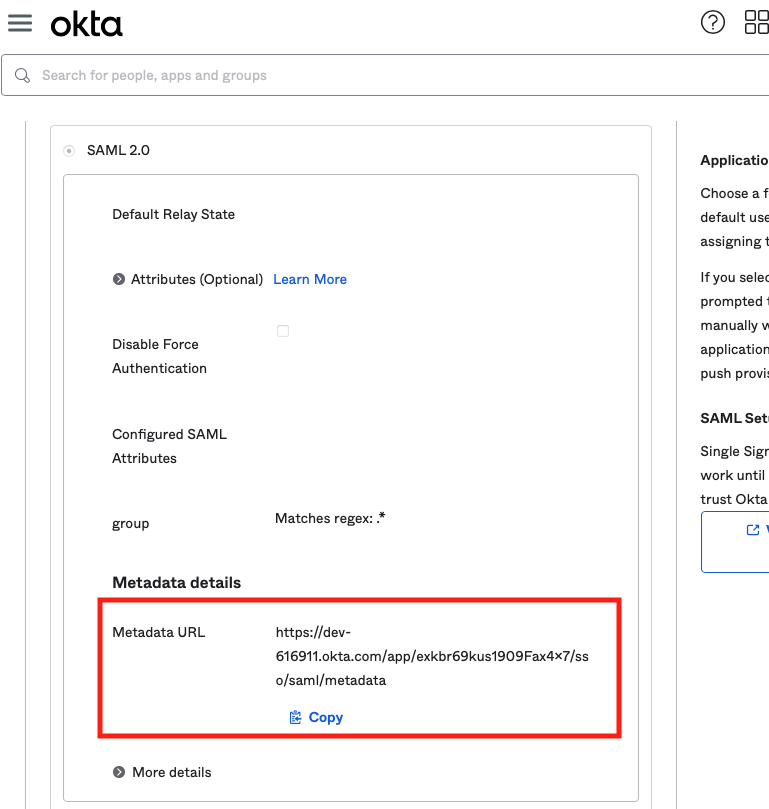 okta
Search for people, apps and groups
SAML 2.0
Default Relay State
Attributes (Optional) Learn More
Disable Force
Authentication
Configured SAML
Attributes
group
Matches regex: .*
Metadata details
Metadata URL
https://dev-
616911.okta.com/app/exkbr69kus1909Fax4x7/ss
o/saml/metadata
Copy
More details
Applicatio
Choose a f
default use
assigning t
If you selec
prompted t
manually w
application
push provis
SAML Set
Single Sign
work until
trust Okta